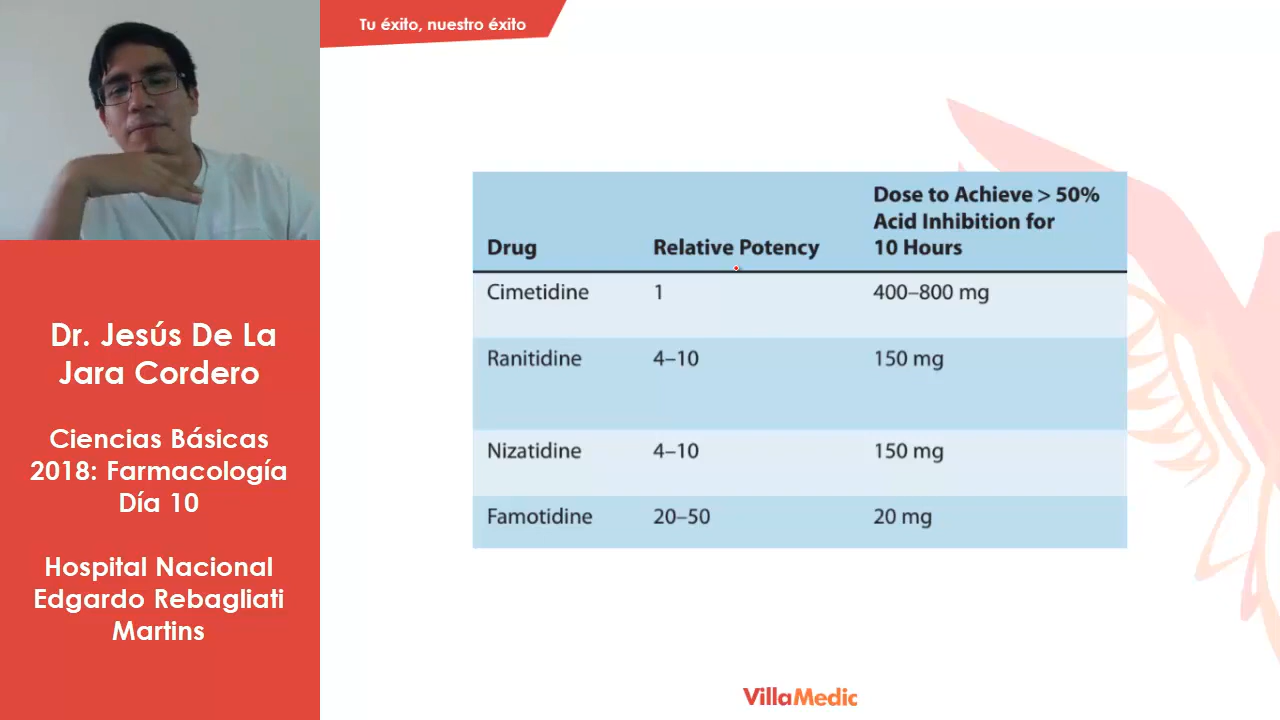 Tu éxito, nuestro éxito
Dr. Jesús De La
Jara Cordero
Ciencias Básicas
2018: Farmacología
Día 10
Hospital Nacional
Edgardo Rebagliati
Martins
Drug Relative Potency Dose to Achieve > 50%
Acid Inhibition for
10 Hours
Cimetidine 1 400–800 mg
Ranitidine 4–10 150 mg
Nizatidine 4–10 150 mg
Famotidine 20–50 20 mg
VillaMedic